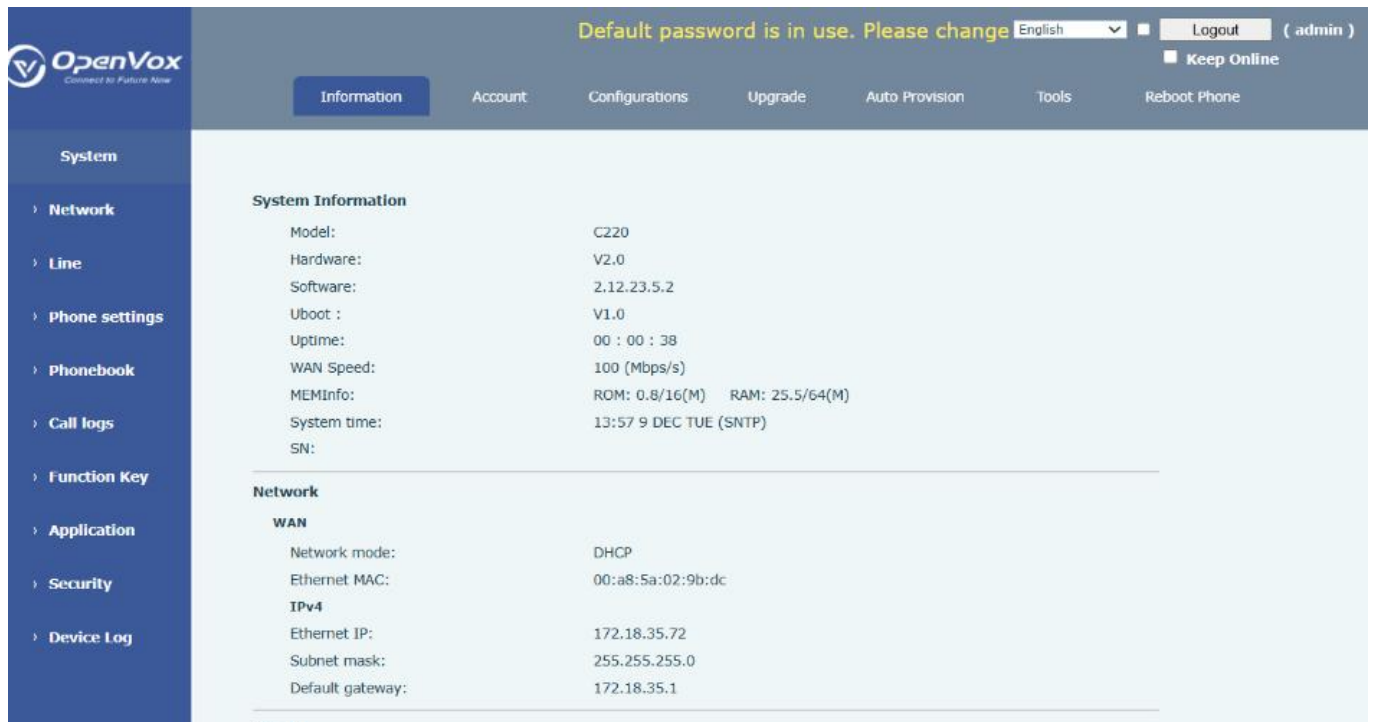 Default password is in use. Please change English Logout ( admin )
Keep Online
OpenVox
Connect to Future Now
Information Account Configurations Upgrade Auto Provision Tools Reboot Phone
System
› Network
› Line
› Phone settings
› Phonebook
› Call logs
› Function Key
› Application
› Security
› Device Log
System Information
Model: C220
Hardware: V2.0
Software: 2.12.23.5.2
Uboot : V1.0
Uptime: 00 : 00 : 38
WAN Speed: 100 (Mbps/s)
MEMInfo: ROM: 0.8/16(M) RAM: 25.5/64(M)
System time: 13:57 9 DEC TUE (SNTP)
SN:
Network
WAN
Network mode: DHCP
Ethernet MAC: 00:a8:5a:02:9b:dc
IPv4
Ethernet IP: 172.18.35.72
Subnet mask: 255.255.255.0
Default gateway: 172.18.35.1